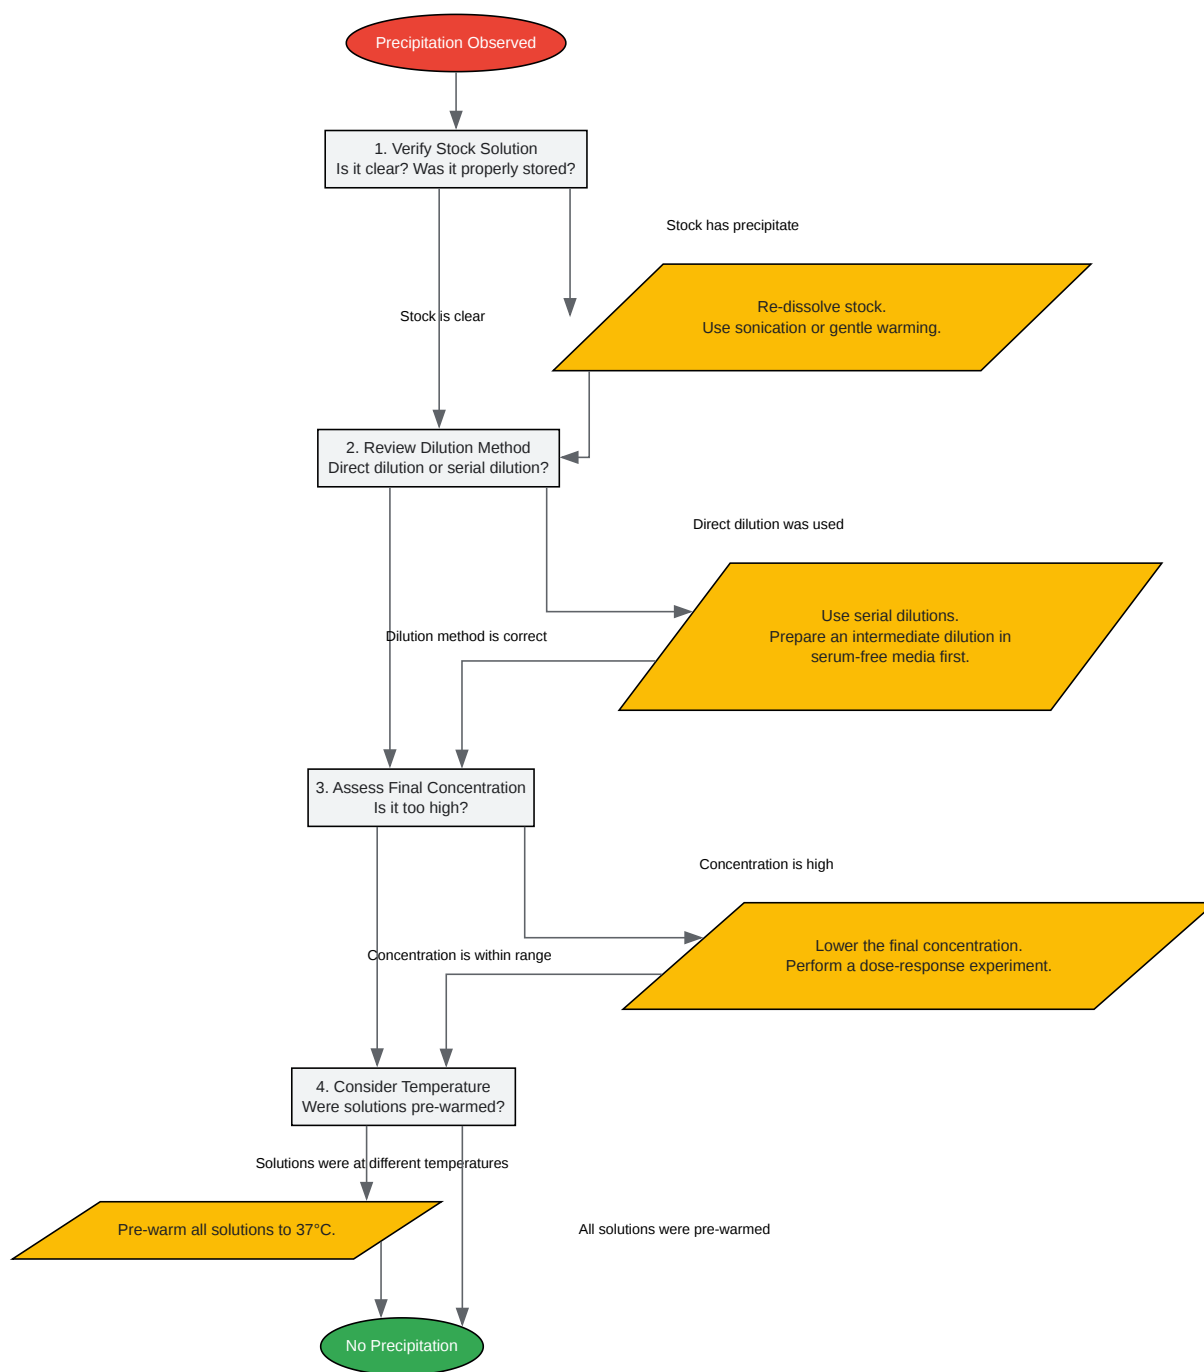 Precipitation Observed
1. Verify Stock Solution
Is it clear? Was it properly stored?
Stock has precipitate
Re-dissolve stock.
Use sonication or gentle warming.
Stock is clear
2. Review Dilution Method
Direct dilution or serial dilution?
Direct dilution was used
Use serial dilutions.
Prepare an intermediate dilution in
serum-free media first.
Dilution method is correct
3. Assess Final Concentration
Is it too high?
Concentration is high
Lower the final concentration.
Perform a dose-response experiment.
Concentration is within range
4. Consider Temperature
Were solutions pre-warmed?
Solutions were at different temperatures
Pre-warm all solutions to 37°C.
All solutions were pre-warmed
No Precipitation